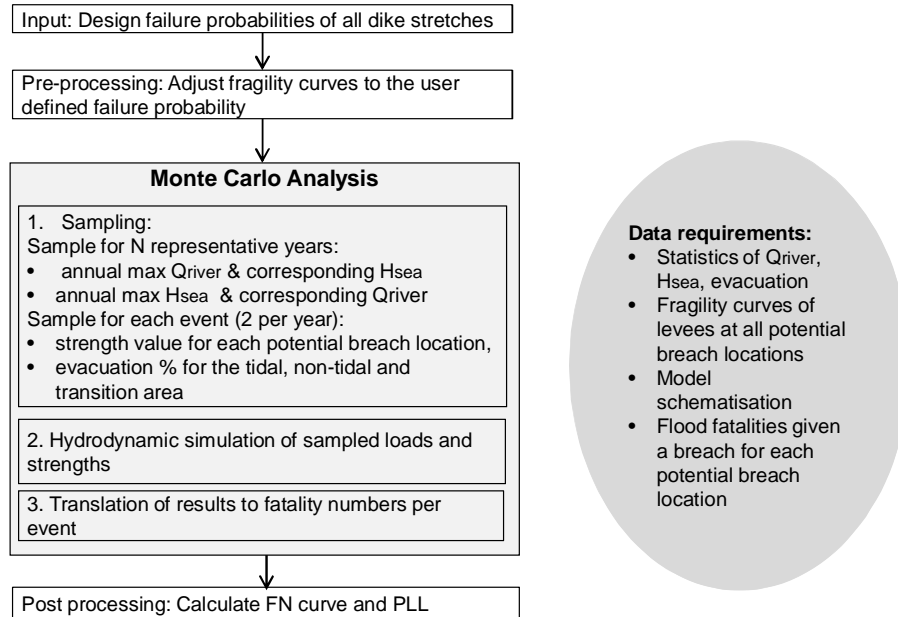 Input: Design failure probabilities of all dike stretches
Pre-processing: Adjust fragility curves to the user
defined failure probability
Monte Carlo Analysis
1. Sampling:
Sample for N representative years:
• annual max Qriver & corresponding Hsea
• annual max Hsea & corresponding Qriver
Sample for each event (2 per year):
• strength value for each potential breach location,
• evacuation % for the tidal, non-tidal and
transition area
2. Hydrodynamic simulation of sampled loads and
strengths
3. Translation of results to fatality numbers per
event
Post processing: Calculate FN curve and PLL
Data requirements:
• Statistics of Qriver,
Hsea, evacuation
• Fragility curves of
levees at all potential
breach locations
• Model
schematisation
• Flood fatalities given
a breach for each
potential breach
location